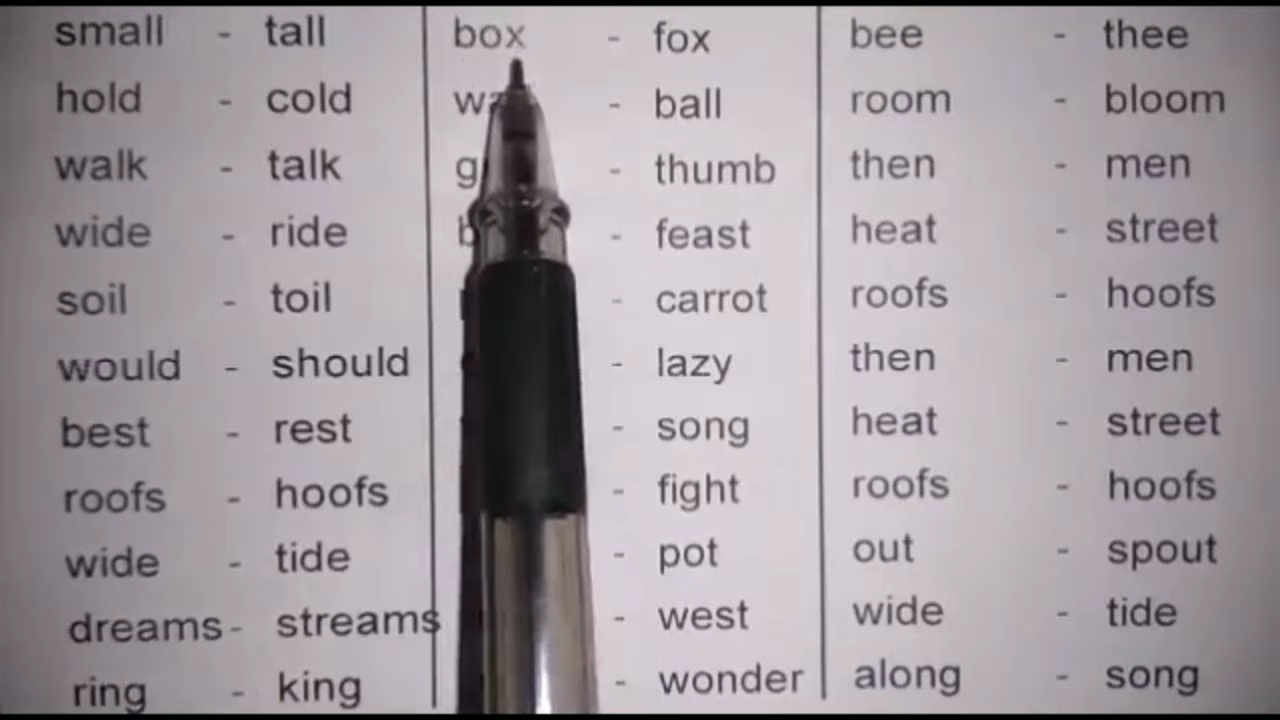 small - tall box - fox bee - thee
hold - cold - ball room - bloom
walk - talk - thumb then - men
wide - ride - feast heat - street
soil - toil - carrot roofs - hoofs
would - should - lazy then - men
best - rest - song heat - street
roofs - hoofs - fight roofs - hoofs
wide - tide - pot out - spout
dreams - streams - west wide - tide
ring - king - wonder along - song